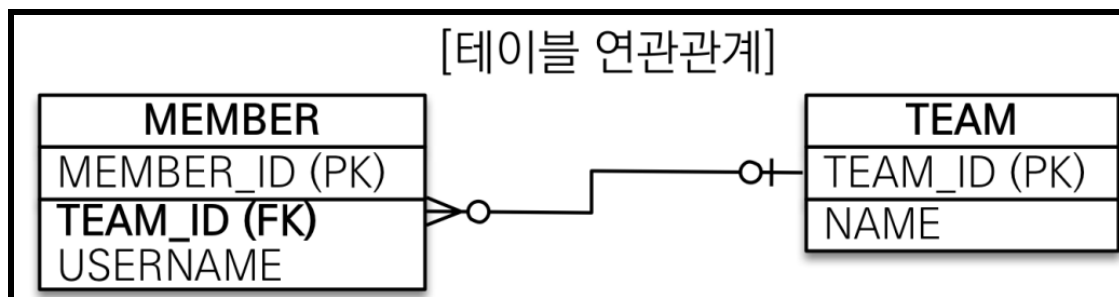 [테이블 연관관계]
MEMBER
MEMBER_ID (PK)
TEAM_ID (FK)
USERNAME
TEAM
TEAM_ID (PK)
NAME